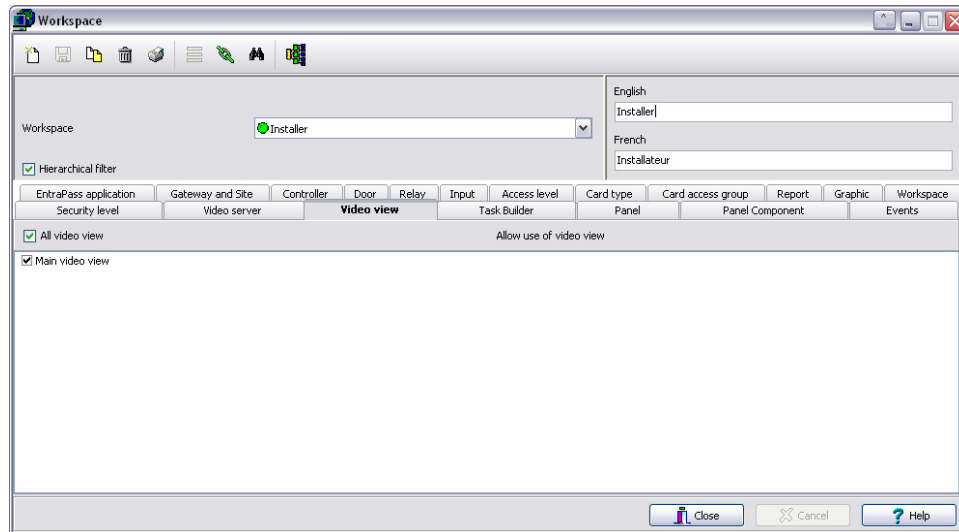 Workspace
English
Installer
Workspace
Installer
French
Installateur
Hierarchical filter
EntraPass application Gateway and Site Controller Door Relay Input Access level Card type Card access group Report Graphic Workspace
Security level Video server Video view Task Builder Panel Panel Component Events
All video view Allow use of video view
Main video view
Close Cancel ? Help